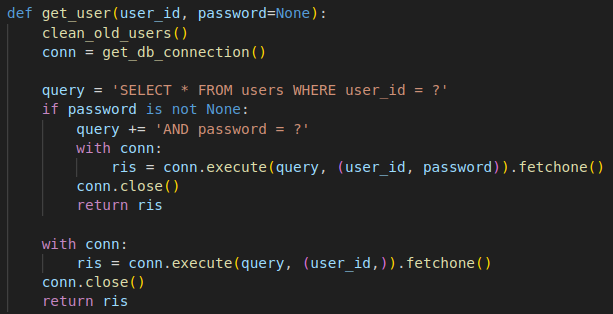 def get_user(user_id, password=None):
    clean_old_users()
    conn = get_db_connection()

    query = 'SELECT * FROM users WHERE user_id = ?'
    if password is not None:
        query += 'AND password = ?'
        with conn:
            ris = conn.execute(query, (user_id, password)).fetchone()
        conn.close()
        return ris

    with conn:
        ris = conn.execute(query, (user_id,)).fetchone()
    conn.close()
    return ris